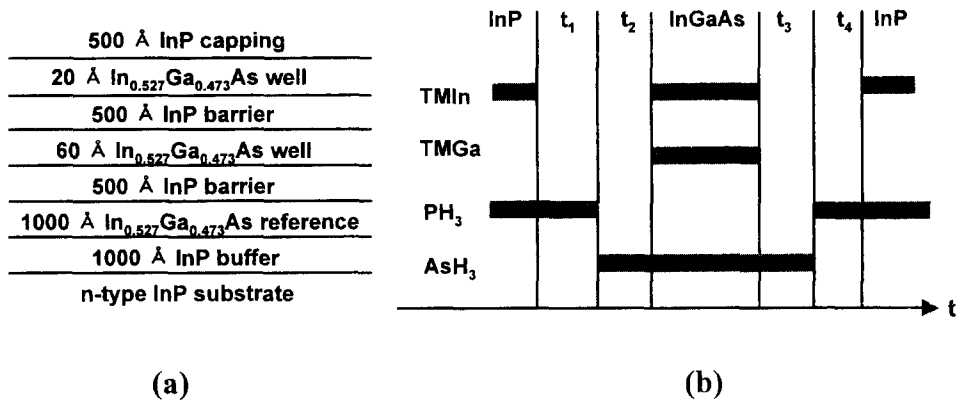 500 Å InP capping
20 Å In0.527Ga0.473As well
500 Å InP barrier
60 Å In0.527Ga0.473As well
500 Å InP barrier
1000 Å In0.527Ga0.473As reference
1000 Å InP buffer
n-type InP substrate
(a)
InP t1 t2 InGaAs t3 t4 InP
TMIn
TMGa
PH3
AsH3
t
(b)